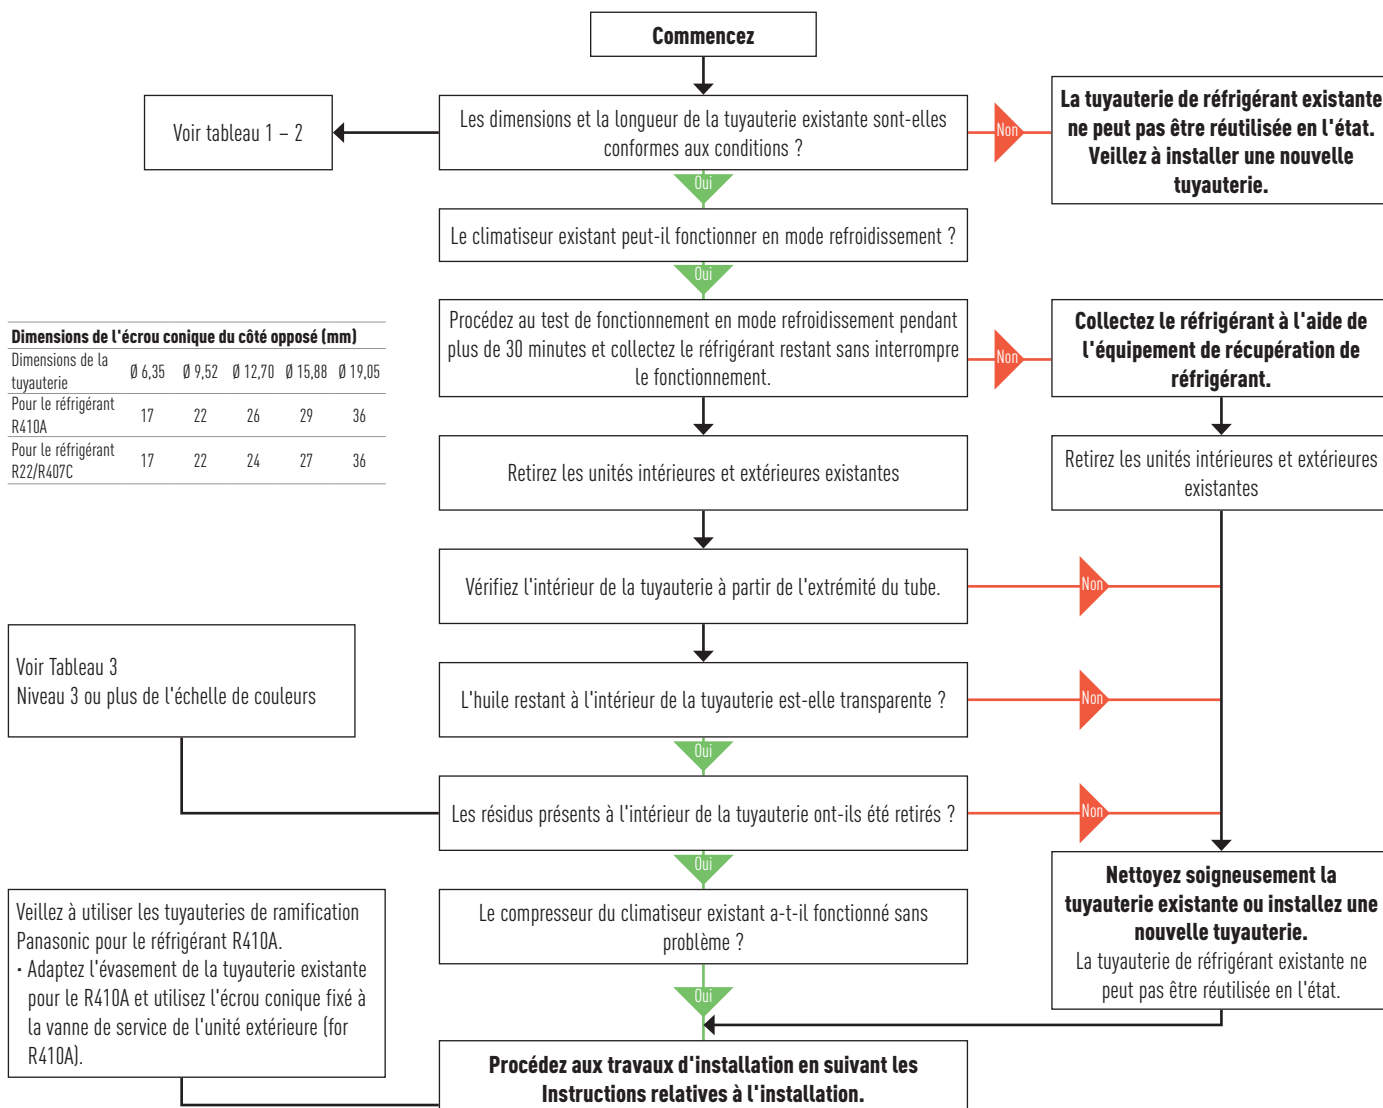 Commencez
Voir tableau 1 – 2
Les dimensions et la longueur de la tuyauterie existante sont-elles
conformes aux conditions ?
Non
La tuyauterie de réfrigérant existante
ne peut pas être réutilisée en l'état.
Veillez à installer une nouvelle
tuyauterie.
Oui
Le climatiseur existant peut-il fonctionner en mode refroidissement ?
Oui
Dimensions de l'écrou conique du côté opposé (mm)
Dimensions de la
tuyauterie
Ø 6,35 Ø 9,52 Ø 12,70 Ø 15,88 Ø 19,05
Pour le réfrigérant
R410A
17 22 26 29 36
Pour le réfrigérant
R22/R407C
17 22 24 27 36
Procédez au test de fonctionnement en mode refroidissement pendant
plus de 30 minutes et collectez le réfrigérant restant sans interrompre
le fonctionnement.
Non
Collectez le réfrigérant à l'aide de
l'équipement de récupération de
réfrigérant.
Retirez les unités intérieures et extérieures existantes
Retirez les unités intérieures et extérieures
existantes
Vérifiez l'intérieur de la tuyauterie à partir de l'extrémité du tube.
Non
Voir Tableau 3
Niveau 3 ou plus de l'échelle de couleurs
L'huile restant à l'intérieur de la tuyauterie est-elle transparente ?
Non
Oui
Les résidus présents à l'intérieur de la tuyauterie ont-ils été retirés ?
Non
Oui
Nettoyez soigneusement la
tuyauterie existante ou installez une
nouvelle tuyauterie.
La tuyauterie de réfrigérant existante ne
peut pas être réutilisée en l'état.
Le compresseur du climatiseur existant a-t-il fonctionné sans
problème ?
Oui
Veillez à utiliser les tuyauteries de ramification
Panasonic pour le réfrigérant R410A.
· Adaptez l'évasement de la tuyauterie existante
pour le R410A et utilisez l'écrou conique fixé à
la vanne de service de l'unité extérieure (for
R410A).
Procédez aux travaux d'installation en suivant les
Instructions relatives à l'installation.